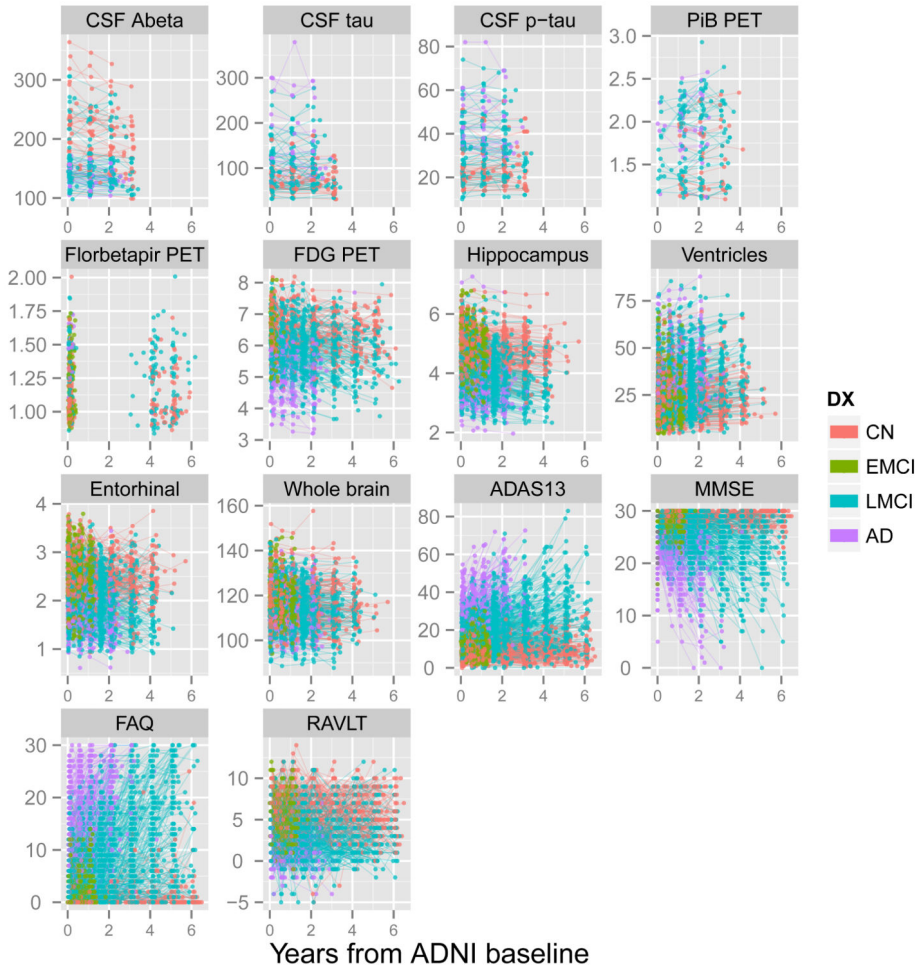 CSF Abeta CSF tau CSF p-tau PiB PET
300
200
100
0 2 4 6
300
200
100
0 2 4 6
80
60
40
20
0 2 4 6
3.0
2.5
2.0
1.5
0 2 4 6
Florbetapir PET FDG PET Hippocampus Ventricles
2.00
1.75
1.50
1.25
1.00
0 2 4 6
8
7
6
5
4
3
0 2 4 6
6
4
2
0 2 4 6
75
50
25
0 2 4 6
Entorhinal Whole brain ADAS13 MMSE
4
3
2
1
0 2 4 6
160
140
120
100
0 2 4 6
80
60
40
20
0
0 2 4 6
30
20
10
0
0 2 4 6
FAQ RAVLT
30
20
10
0
0 2 4 6
10
5
0
−5
0 2 4 6
DX
CN
EMCI
LMCI
AD
Years from ADNI baseline